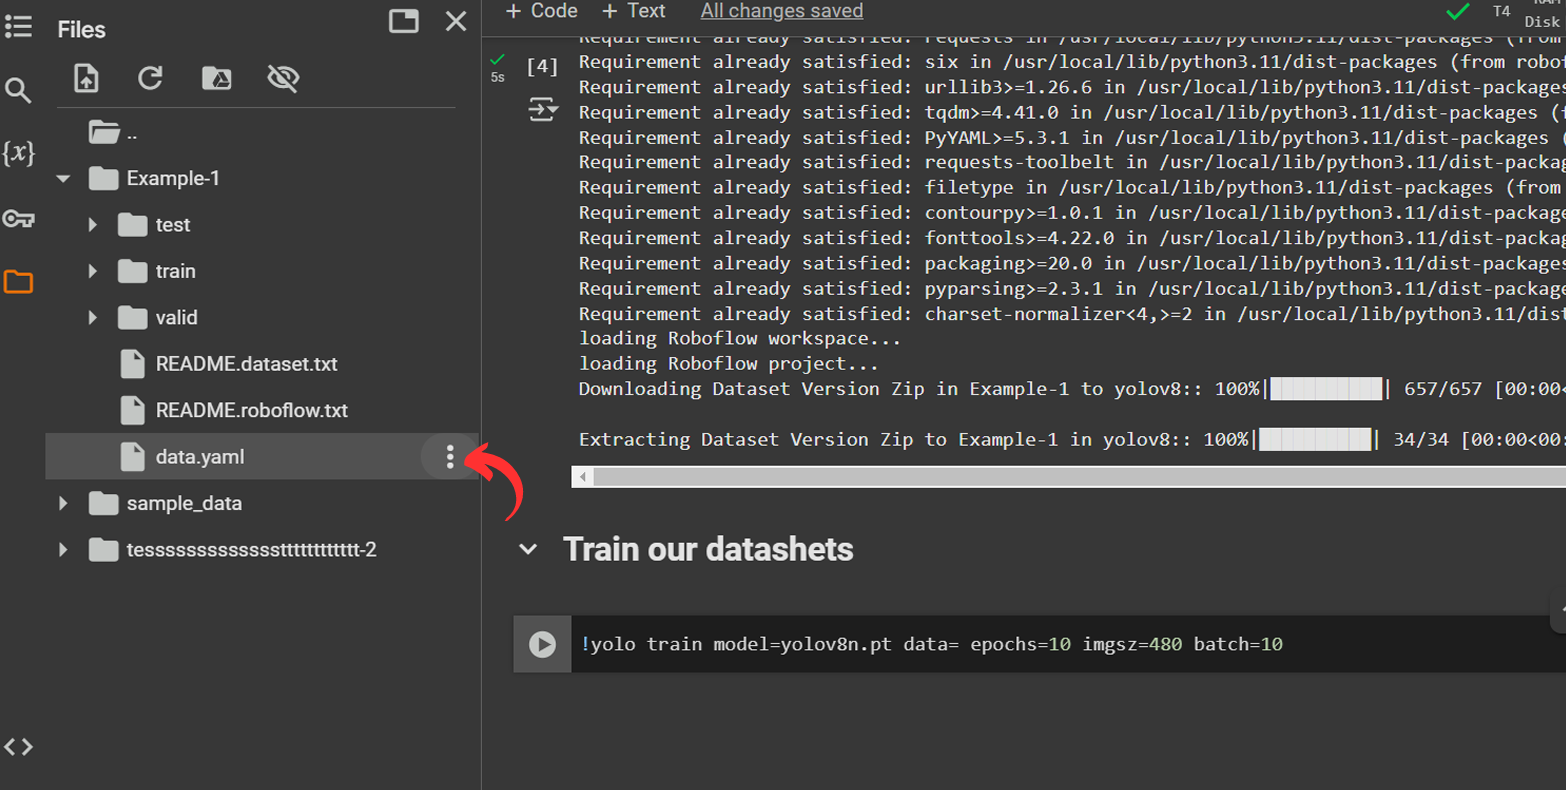 Files
..
Example-1
test
train
valid
README.dataset.txt
README.roboflow.txt
data.yaml
sample_data
tesssssssssssssstttttttttttt-2
{x}
+ Code + Text All changes saved
T4
RAM
Disk
5s
[4]
Requirement already satisfied: requests in /usr/local/lib/python3.11/dist-packages (from
Requirement already satisfied: six in /usr/local/lib/python3.11/dist-packages (from robof
Requirement already satisfied: urllib3>=1.26.6 in /usr/local/lib/python3.11/dist-packages
Requirement already satisfied: tqdm>=4.41.0 in /usr/local/lib/python3.11/dist-packages (f
Requirement already satisfied: PyYAML>=5.3.1 in /usr/local/lib/python3.11/dist-packages (
Requirement already satisfied: requests-toolbelt in /usr/local/lib/python3.11/dist-packag
Requirement already satisfied: filetype in /usr/local/lib/python3.11/dist-packages (from
Requirement already satisfied: contourpy>=1.0.1 in /usr/local/lib/python3.11/dist-package
Requirement already satisfied: fonttools>=4.22.0 in /usr/local/lib/python3.11/dist-packag
Requirement already satisfied: packaging>=20.0 in /usr/local/lib/python3.11/dist-packages
Requirement already satisfied: pyparsing>=2.3.1 in /usr/local/lib/python3.11/dist-package
Requirement already satisfied: charset-normalizer<4,>=2 in /usr/local/lib/python3.11/dist
loading Roboflow workspace...
loading Roboflow project...
Downloading Dataset Version Zip in Example-1 to yolov8:: 100%|██████████| 657/657 [00:00<
Extracting Dataset Version Zip to Example-1 in yolov8:: 100%|██████████| 34/34 [00:00<00:
Train our datashets
!yolo train model=yolov8n.pt data= epochs=10 imgsz=480 batch=10